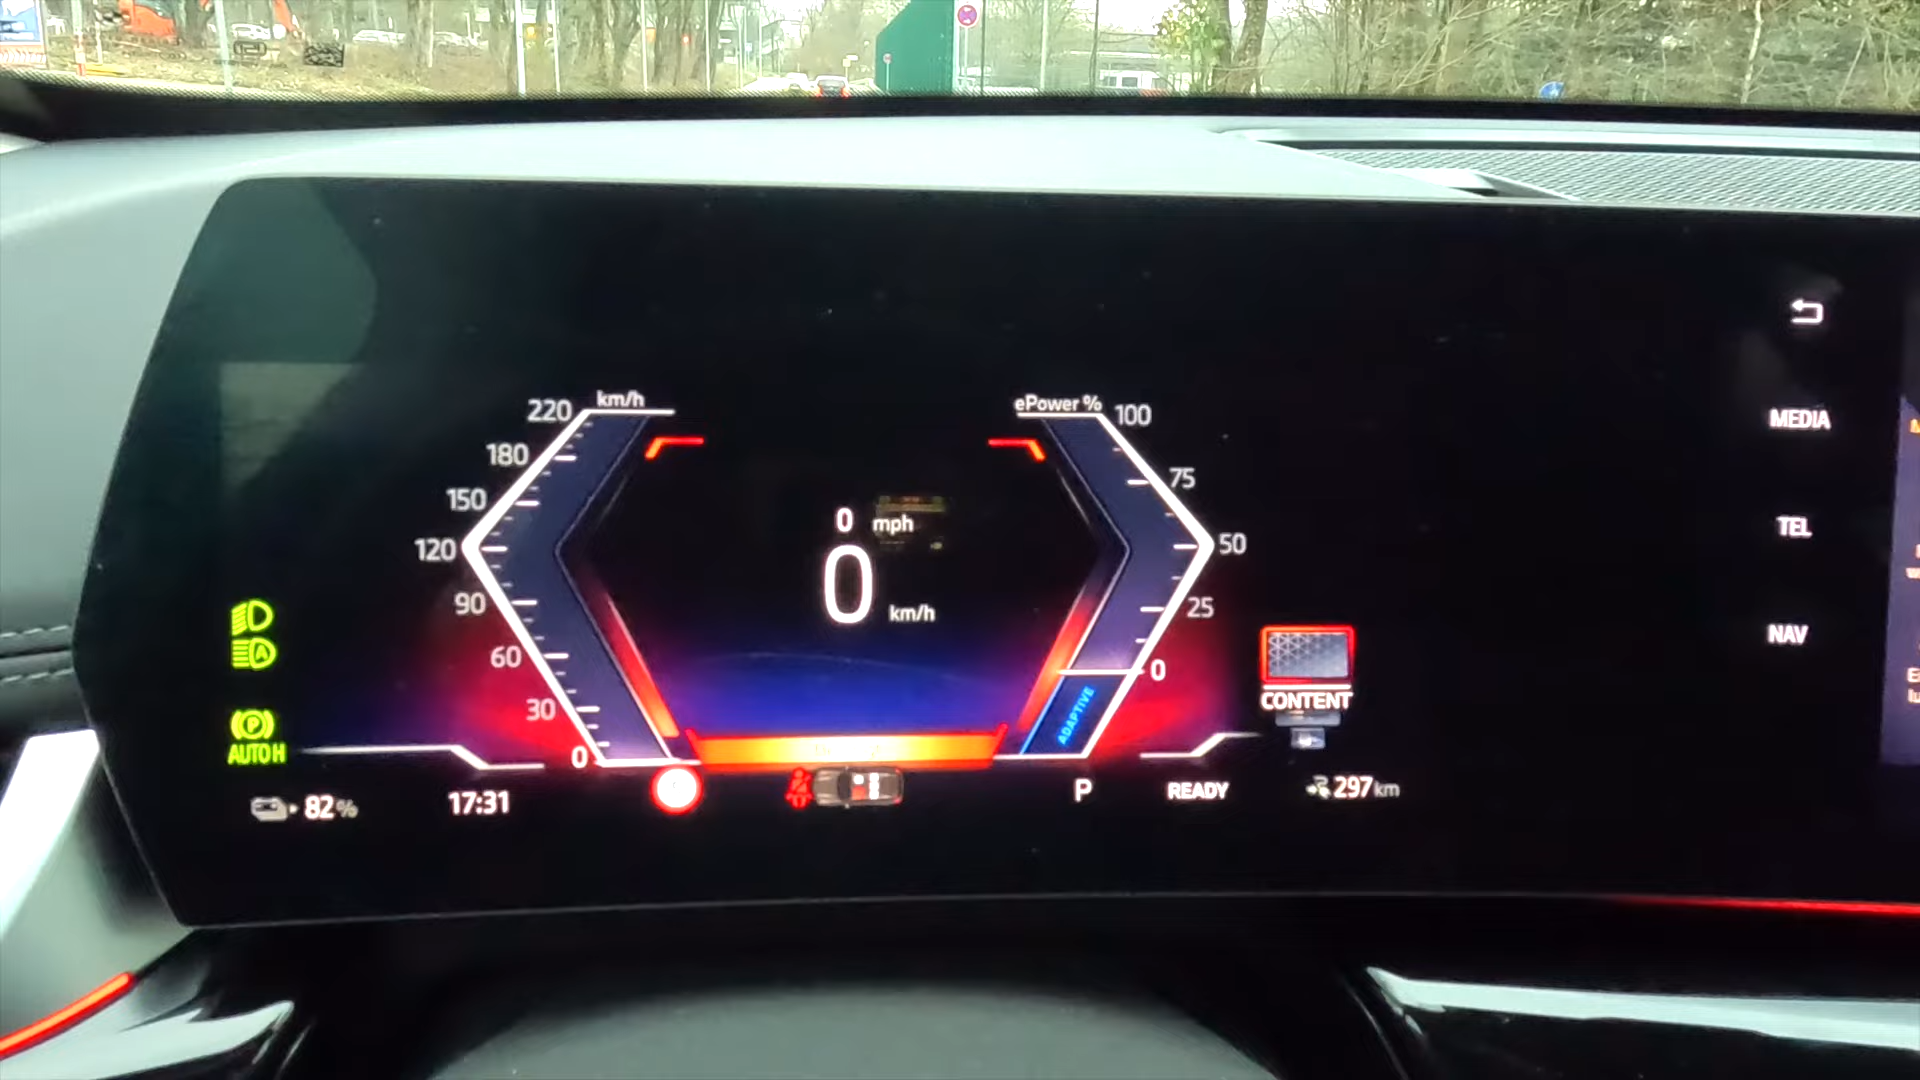 km/h
ePower %
220
180
150
120
90
60
30
0
100
75
50
25
0
0 mph
0 km/h
ADAPTIVE
MEDIA
TEL
NAV
CONTENT
A
P
AUTO H
82%
17:31
P
READY
297 km